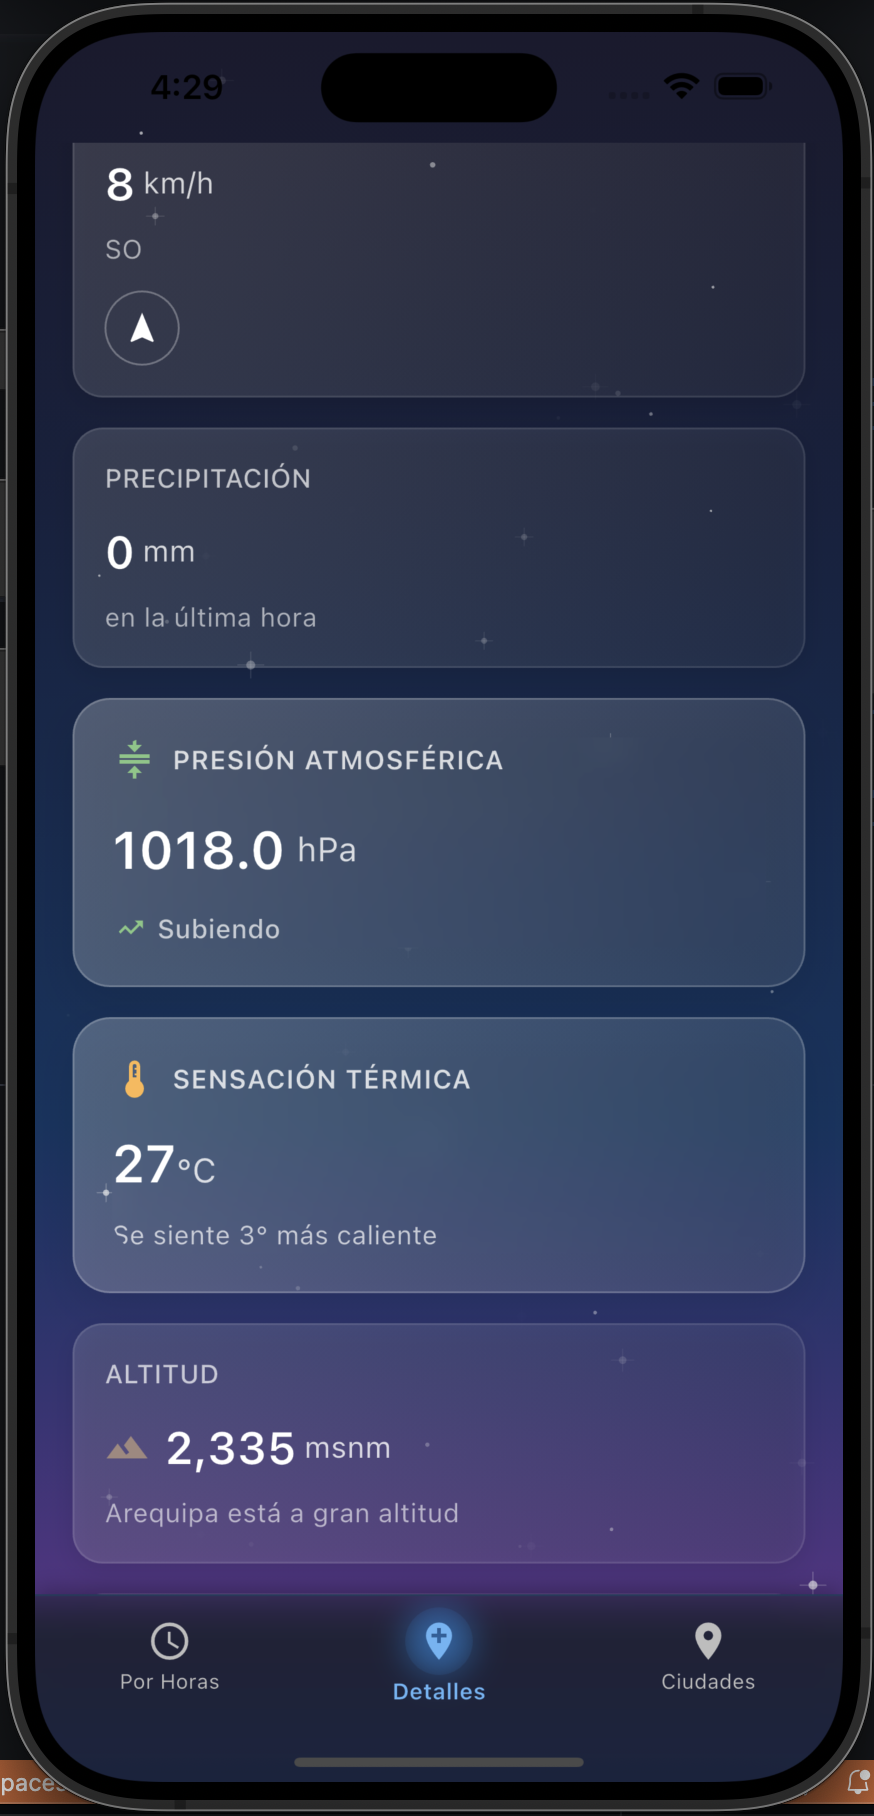 4:29
8 km/h
SO
PRECIPITACIÓN
0 mm
en la última hora
PRESIÓN ATMOSFÉRICA
1018.0 hPa
Subiendo
SENSACIÓN TÉRMICA
27°C
Se siente 3° más caliente
ALTITUD
2,335 msnm
Arequipa está a gran altitud
Por Horas
Detalles
Ciudades
paces